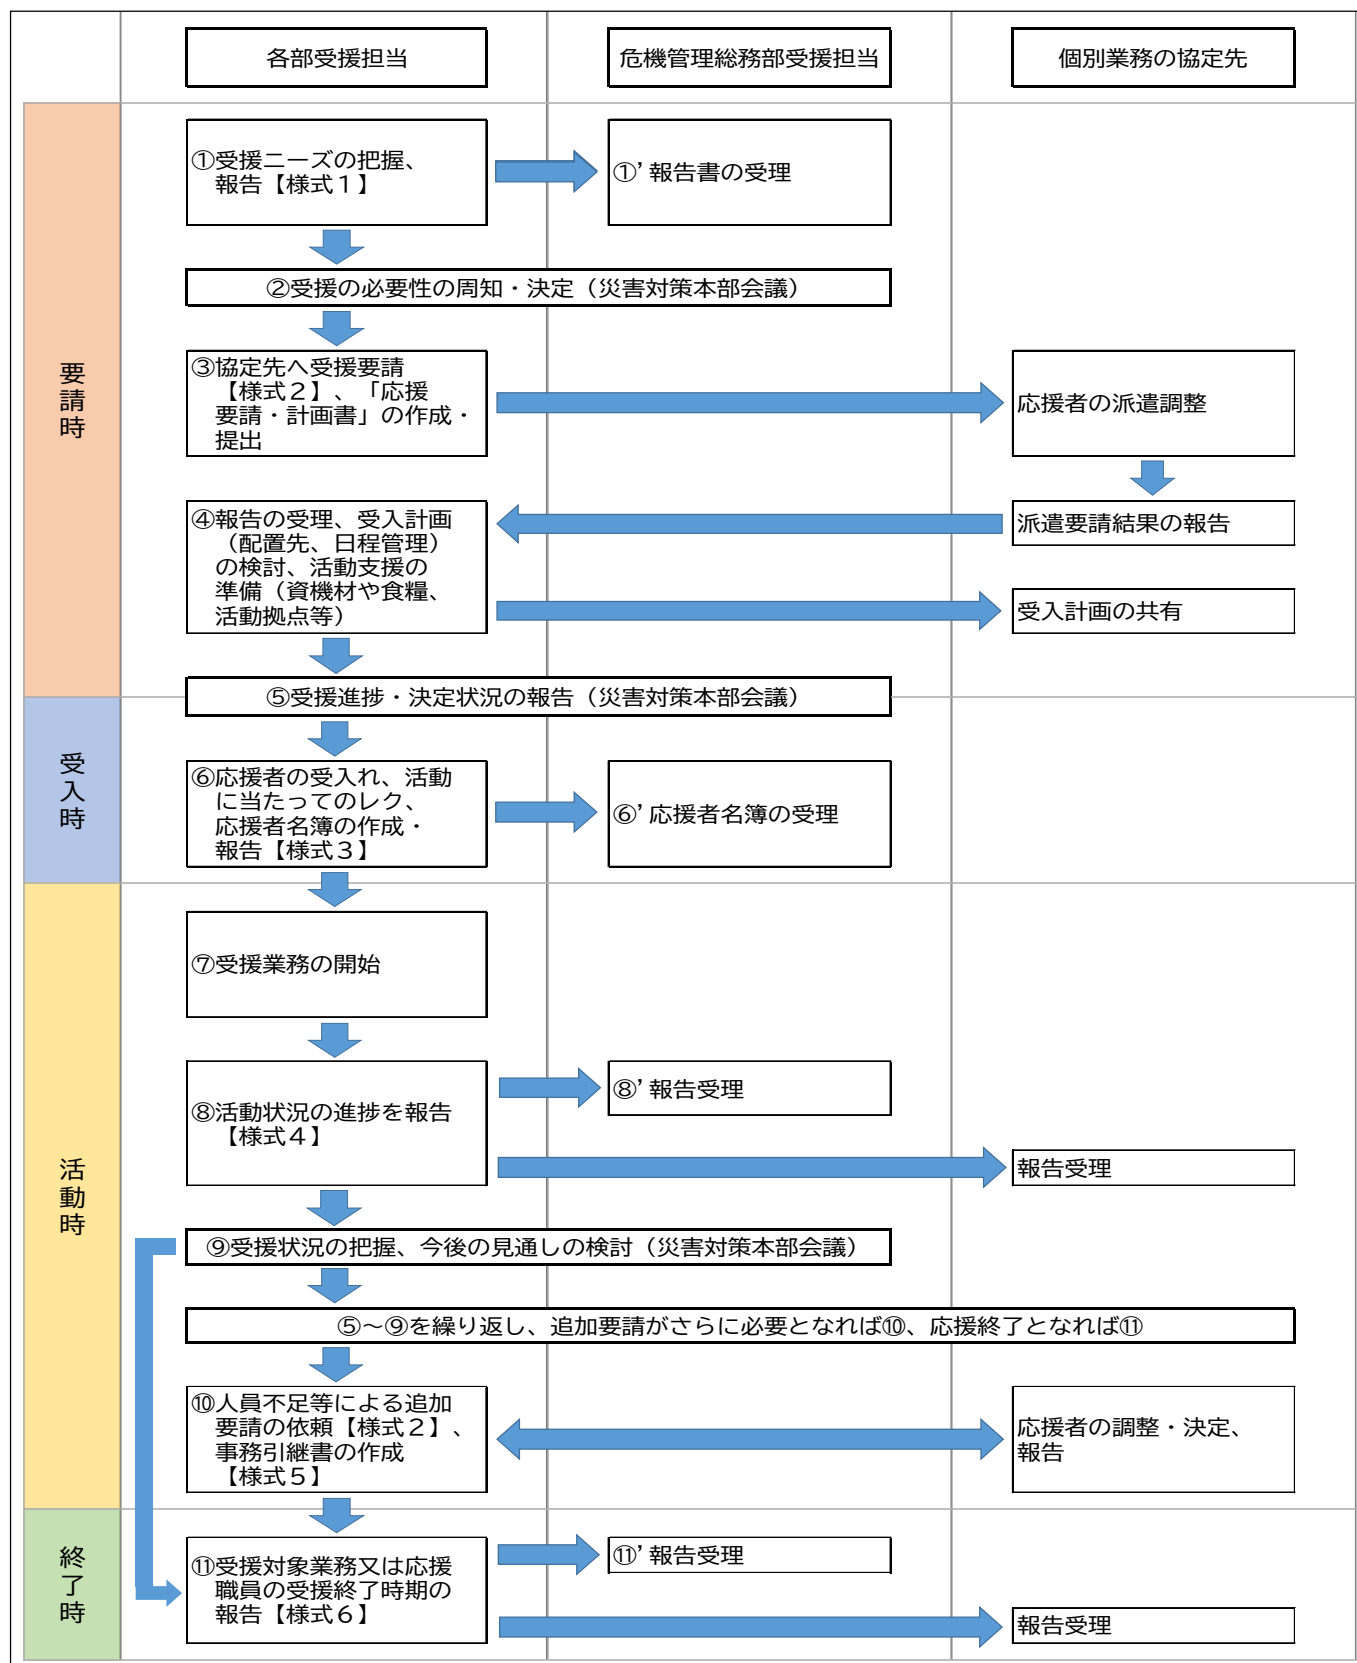 各部受援担当
危機管理総務部受援担当
個別業務の協定先
要請時
①受援ニーズの把握、
報告【様式１】
①’報告書の受理
②受援の必要性の周知・決定（災害対策本部会議）
③協定先へ受援要請
【様式２】、「応援
要請・計画書」の作成・
提出
応援者の派遣調整
④報告の受理、受入計画
（配置先、日程管理）
の検討、活動支援の
準備（資機材や食糧、
活動拠点等）
派遣要請結果の報告
受入計画の共有
⑤受援進捗・決定状況の報告（災害対策本部会議）
受入時
⑥応援者の受入れ、活動
に当たってのレク、
応援者名簿の作成・
報告【様式３】
⑥’応援者名簿の受理
活動時
⑦受援業務の開始
⑧活動状況の進捗を報告
【様式４】
⑧’報告受理
報告受理
⑨受援状況の把握、今後の見通しの検討（災害対策本部会議）
⑤～⑨を繰り返し、追加要請がさらに必要となれば⑩、応援終了となれば⑪
⑩人員不足等による追加
要請の依頼【様式２】、
事務引継書の作成
【様式５】
応援者の調整・決定、
報告
終了時
⑪受援対象業務又は応援
職員の受援終了時期の
報告【様式６】
⑪’報告受理
報告受理